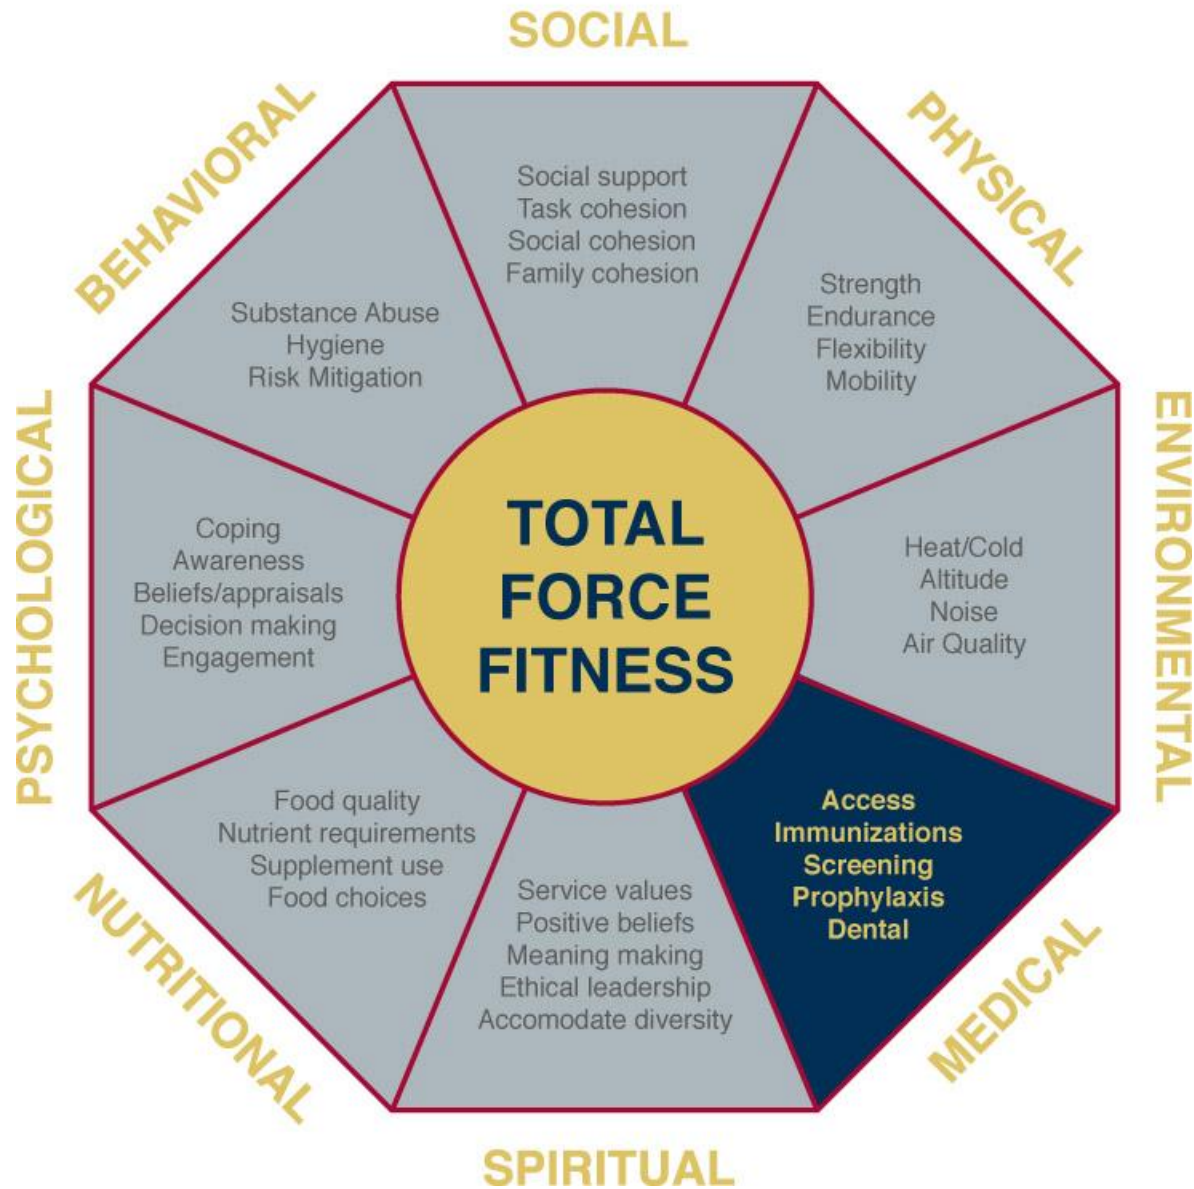 SOCIAL
Social support
Task cohesion
Social cohesion
Family cohesion
PHYSICAL
Strength
Endurance
Flexibility
Mobility
ENVIRONMENTAL
Heat/Cold
Altitude
Noise
Air Quality
MEDICAL
Access
Immunizations
Screening
Prophylaxis
Dental
SPIRITUAL
Service values
Positive beliefs
Meaning making
Ethical leadership
Accomodate diversity
NUTRITIONAL
Food quality
Nutrient requirements
Supplement use
Food choices
PSYCHOLOGICAL
Coping
Awareness
Beliefs/appraisals
Decision making
Engagement
BEHAVIORAL
Substance Abuse
Hygiene
Risk Mitigation
TOTAL
FORCE
FITNESS